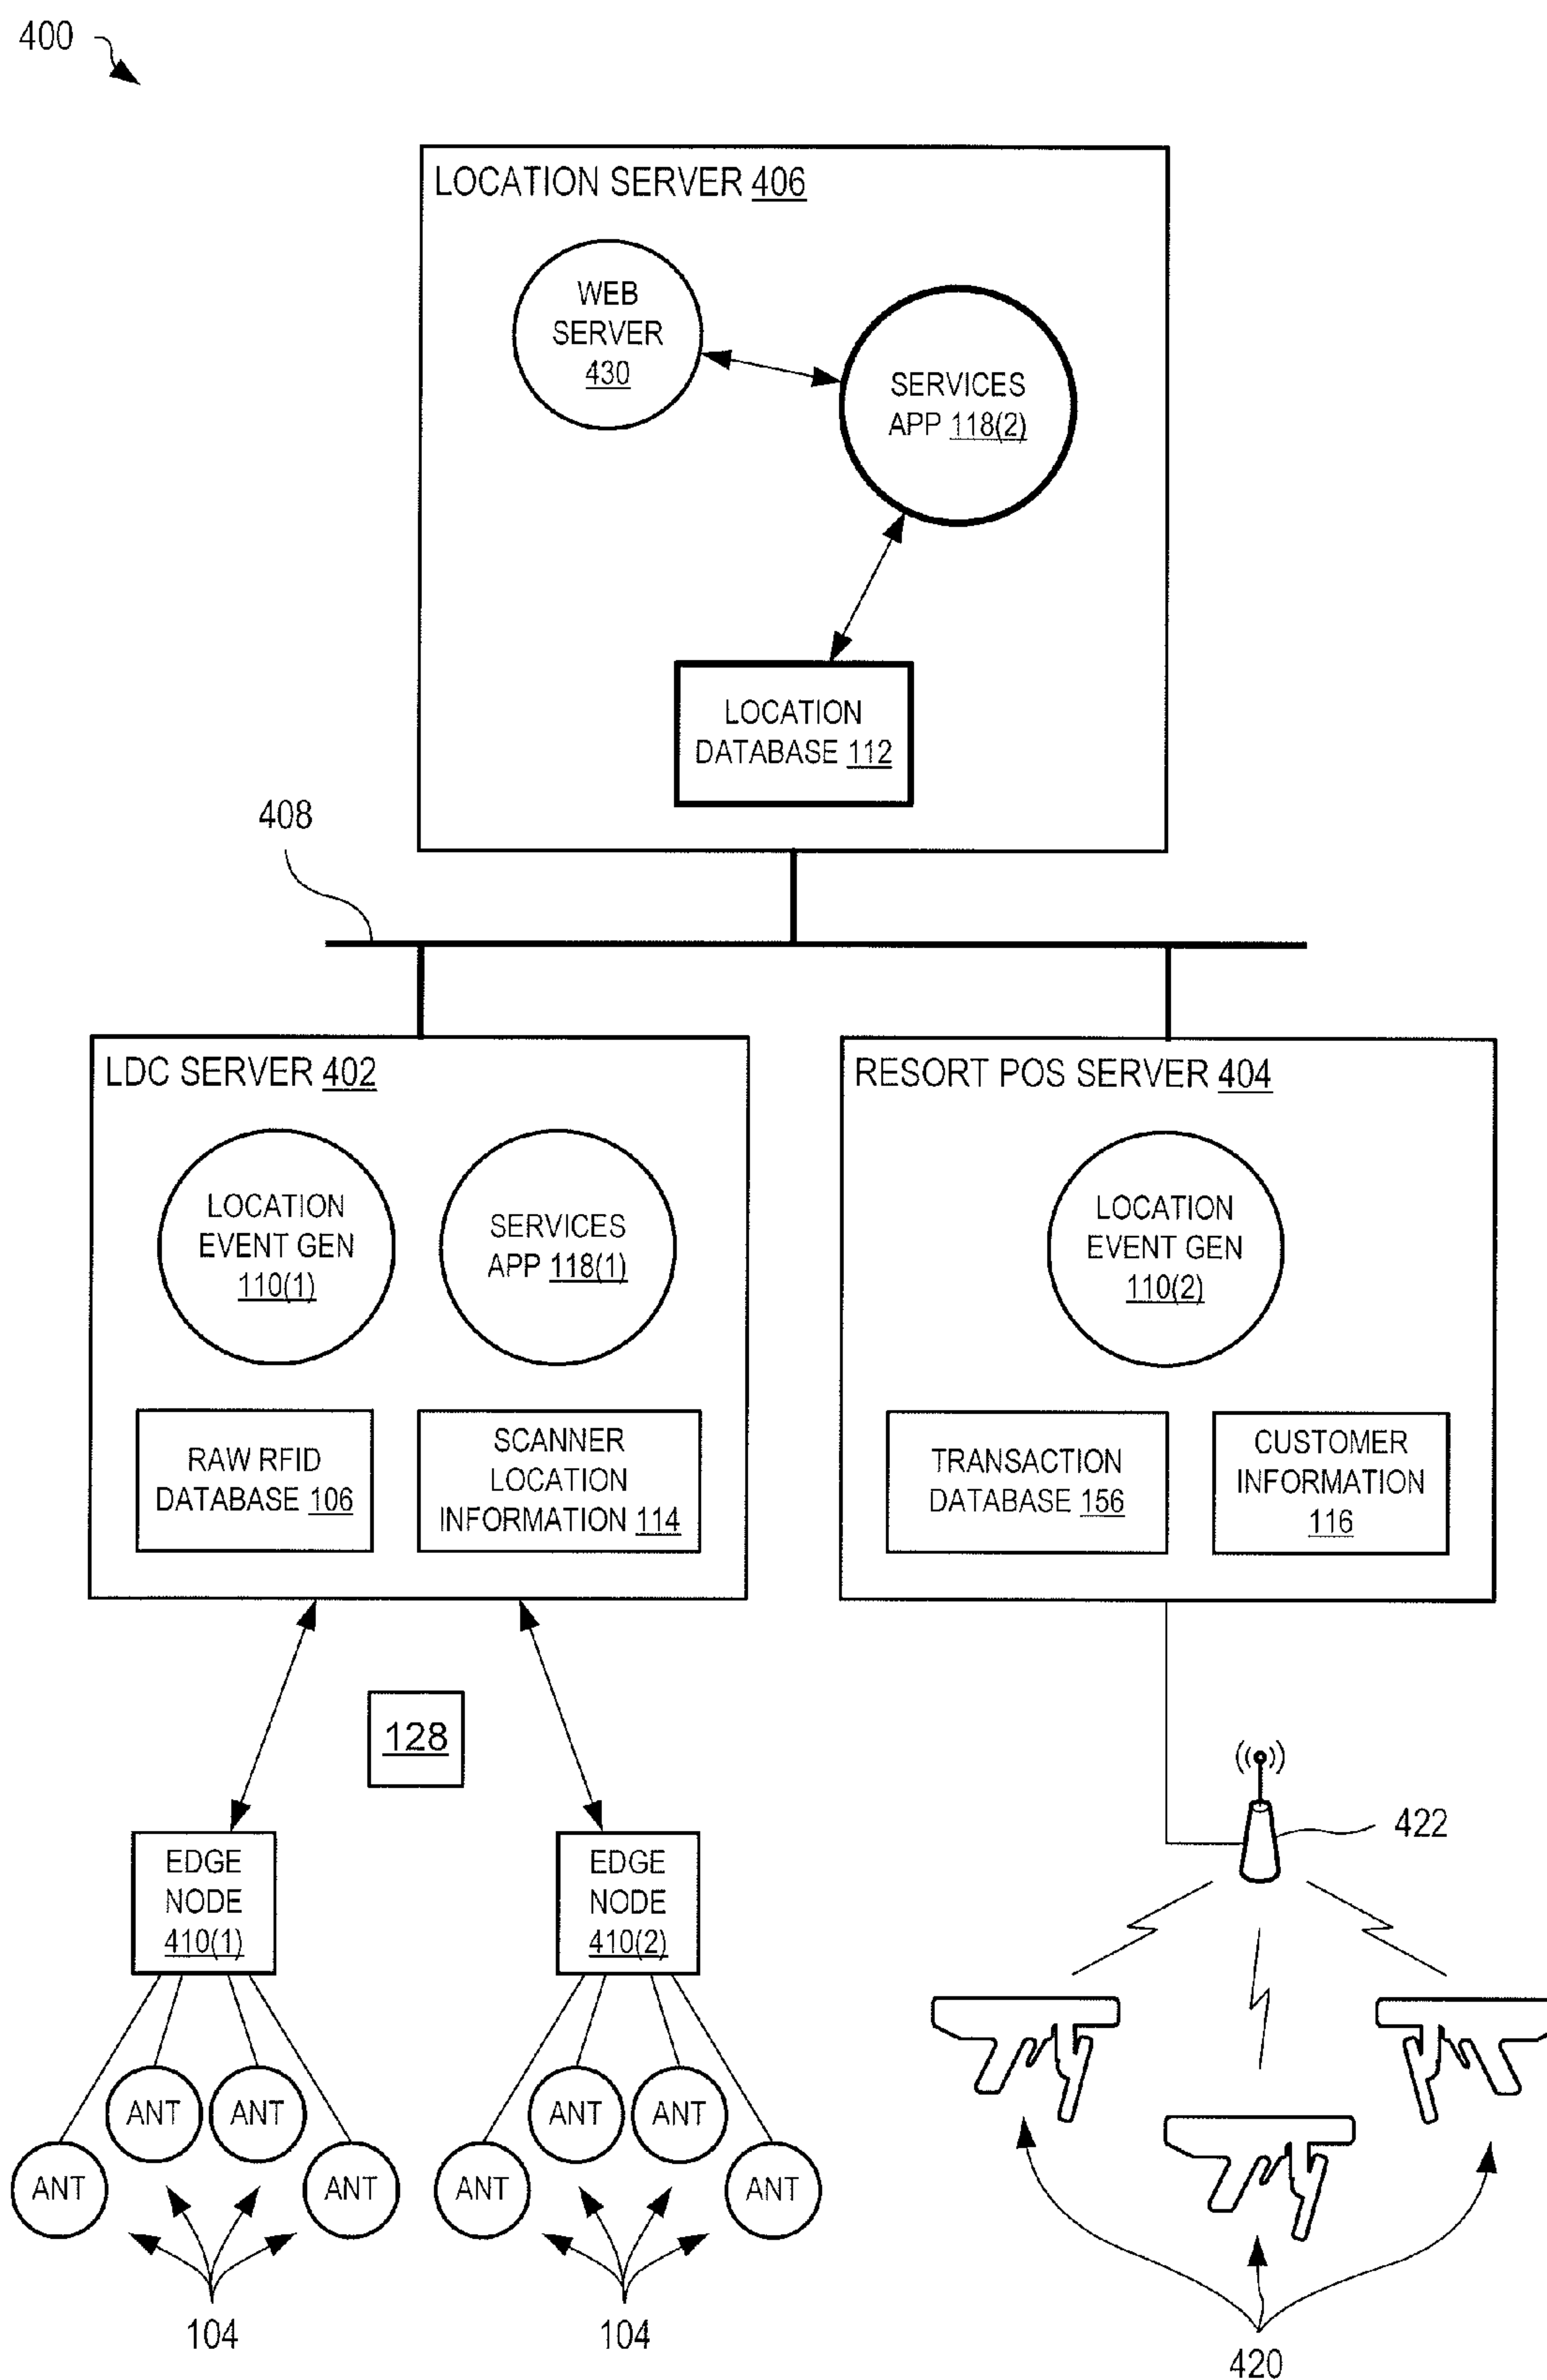 400
LOCATION SERVER 406
WEB
SERVER
430
SERVICES
APP 118(2)
LOCATION
DATABASE 112
408
LDC SERVER 402
LOCATION
EVENT GEN
110(1)
SERVICES
APP 118(1)
RAW RFID
DATABASE 106
SCANNER
LOCATION
INFORMATION 114
RESORT POS SERVER 404
LOCATION
EVENT GEN
110(2)
TRANSACTION
DATABASE 156
CUSTOMER
INFORMATION
116
128
EDGE
NODE
410(1)
EDGE
NODE
410(2)
422
ANT
ANT
ANT
ANT
ANT
ANT
ANT
ANT
104
104
420